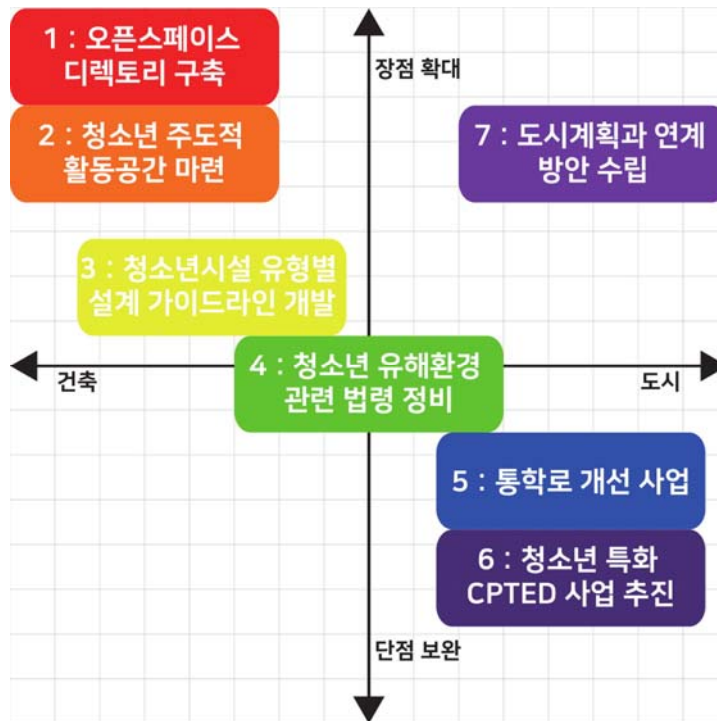 1 : 오픈스페이스
디렉토리 구축
장점 확대
2 : 청소년 주도적
활동공간 마련
7 : 도시계획과 연계
방안 수립
3 : 청소년시설 유형별
설계 가이드라인 개발
건축
4 : 청소년 유해환경
관련 법령 정비
도시
5 : 통학로 개선 사업
6 : 청소년 특화
CPTED 사업 추진
단점 보완